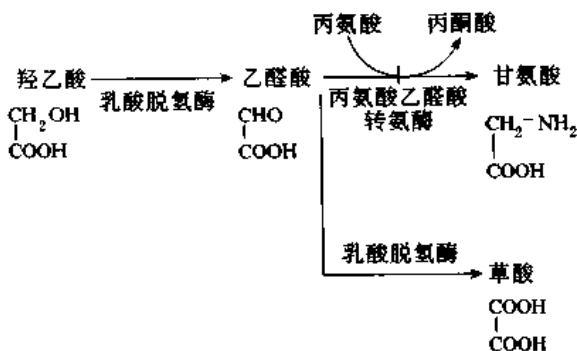 丙氨酸 丙酮酸
羟乙酸 乙醛酸 甘氨酸
乳酸脱氢酶 丙氨酸乙醛酸
转氨酶
CH2OH CHO CH2-NH2
COOH COOH COOH
乳酸脱氢酶
草酸
COOH
COOH